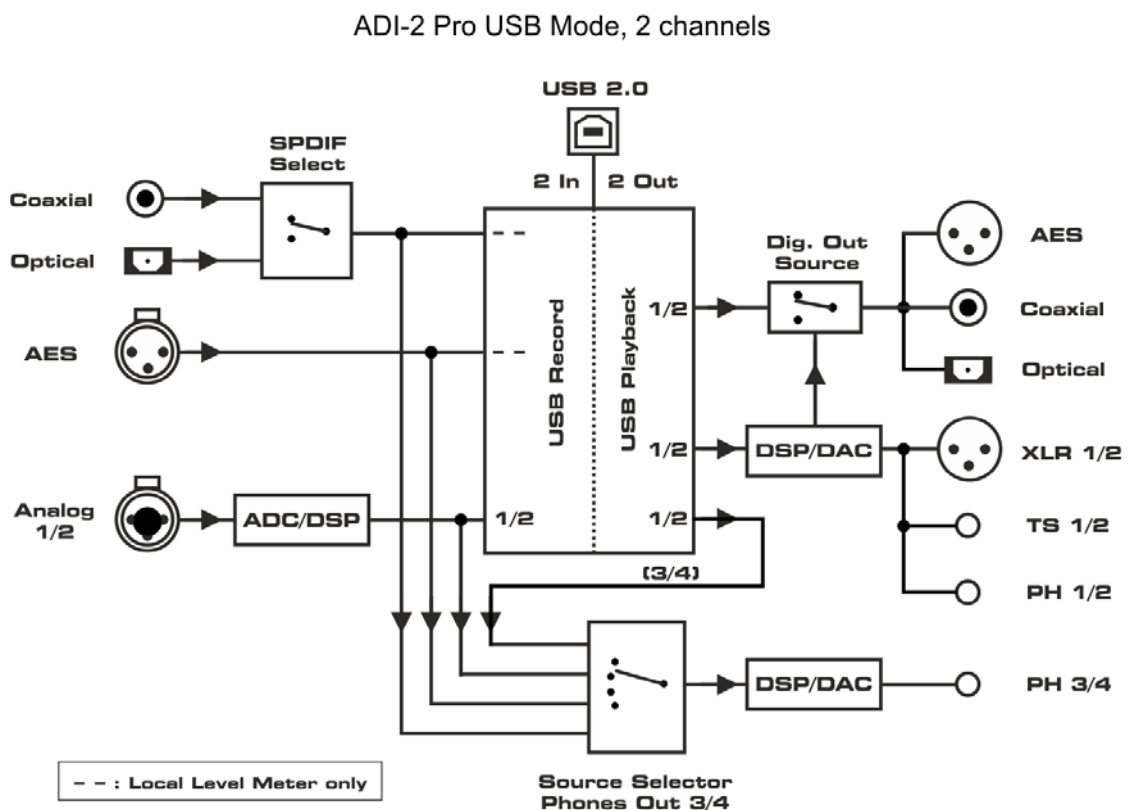 ADI-2 Pro USB Mode, 2 channels
USB 2.0
SPDIF
Select
2 In
2 Out
Coaxial
Optical
AES
Analog
1/2
ADC/DSP
USB Record
USB Playback
- -
- -
1/2
1/2
1/2
1/2
(3/4)
Dig. Out
Source
DSP/DAC
AES
Coaxial
Optical
XLR 1/2
TS 1/2
PH 1/2
DSP/DAC
PH 3/4
Source Selector
Phones Out 3/4
- - : Local Level Meter only